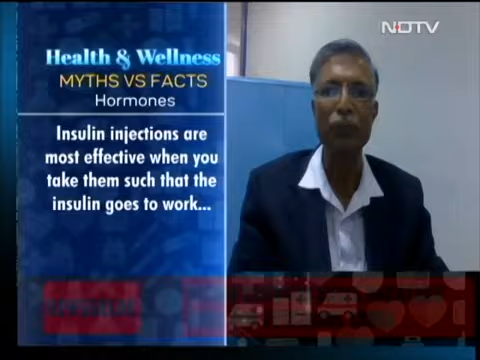 NDTV
Health & Wellness
MYTHS VS FACTS
Hormones
Insulin injections are
most effective when you
take them such that the
insulin goes to work...